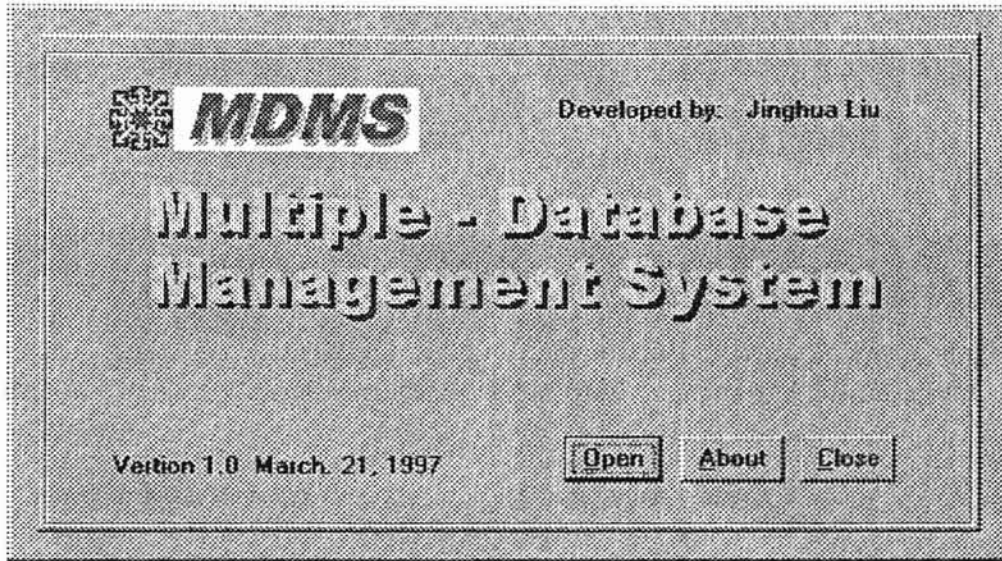 MDMS
Developed by: Jinghua Liu
Multiple - Database
Management System
Vertion 1.0 March. 21, 1997
Open
About
Close